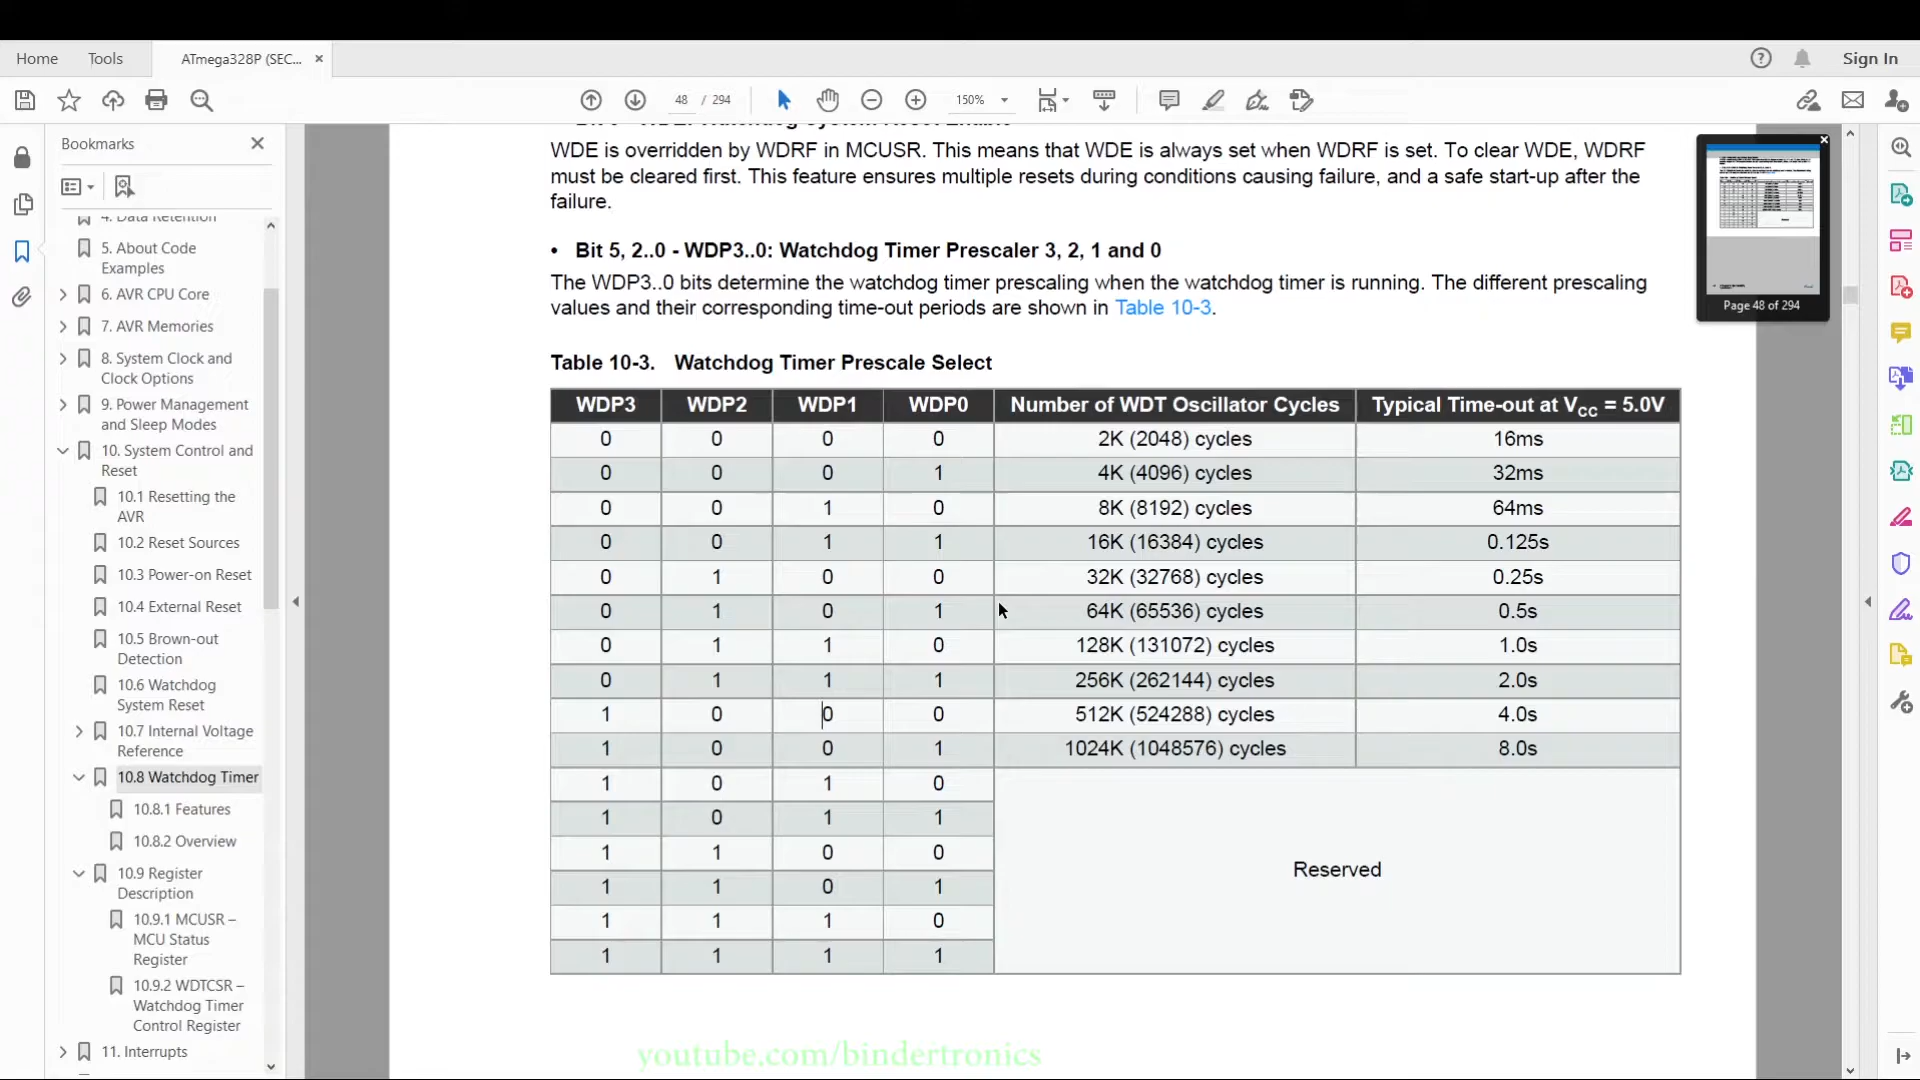 Home
Tools
ATmega328P (SEC...
Sign In
48 / 294
150%
Bookmarks
4. Data Retention
5. About Code
Examples
6. AVR CPU Core
7. AVR Memories
8. System Clock and
Clock Options
9. Power Management
and Sleep Modes
10. System Control and
Reset
10.1 Resetting the
AVR
10.2 Reset Sources
10.3 Power-on Reset
10.4 External Reset
10.5 Brown-out
Detection
10.6 Watchdog
System Reset
10.7 Internal Voltage
Reference
10.8 Watchdog Timer
10.8.1 Features
10.8.2 Overview
10.9 Register
Description
10.9.1 MCUSR –
MCU Status
Register
10.9.2 WDTCSR –
Watchdog Timer
Control Register
11. Interrupts
WDE is overridden by WDRF in MCUSR. This means that WDE is always set when WDRF is set. To clear WDE, WDRF
must be cleared first. This feature ensures multiple resets during conditions causing failure, and a safe start-up after the
failure.
• Bit 5, 2..0 - WDP3..0: Watchdog Timer Prescaler 3, 2, 1 and 0
The WDP3..0 bits determine the watchdog timer prescaling when the watchdog timer is running. The different prescaling
values and their corresponding time-out periods are shown in Table 10-3.
Table 10-3. Watchdog Timer Prescale Select
WDP3 WDP2 WDP1 WDP0 Number of WDT Oscillator Cycles Typical Time-out at VCC = 5.0V
0 0 0 0 2K (2048) cycles 16ms
0 0 0 1 4K (4096) cycles 32ms
0 0 1 0 8K (8192) cycles 64ms
0 0 1 1 16K (16384) cycles 0.125s
0 1 0 0 32K (32768) cycles 0.25s
0 1 0 1 64K (65536) cycles 0.5s
0 1 1 0 128K (131072) cycles 1.0s
0 1 1 1 256K (262144) cycles 2.0s
1 0 0 0 512K (524288) cycles 4.0s
1 0 0 1 1024K (1048576) cycles 8.0s
1 0 1 0
1 0 1 1
1 1 0 0
Reserved
1 1 0 1
1 1 1 0
1 1 1 1
Page 48 of 294
youtube.com/bindertronics